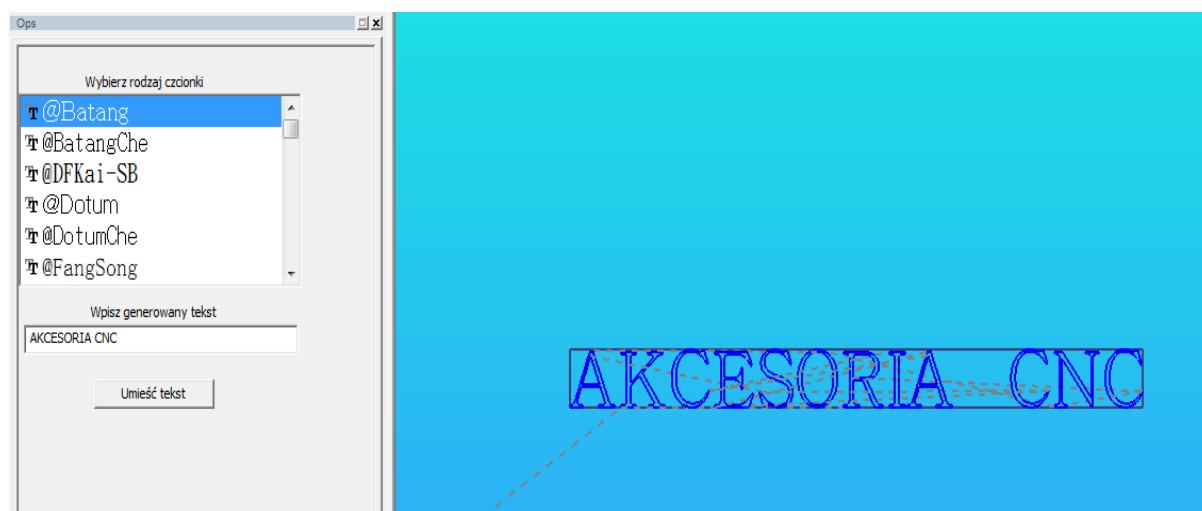 Ops
Wybierz rodzaj czcionki
@Batang
@BatangChe
@DFKai-SB
@Dotum
@DotumChe
@FangSong
Wpisz generowany tekst
AKCESORIA CNC
Umieść tekst
AKCESORIA CNC